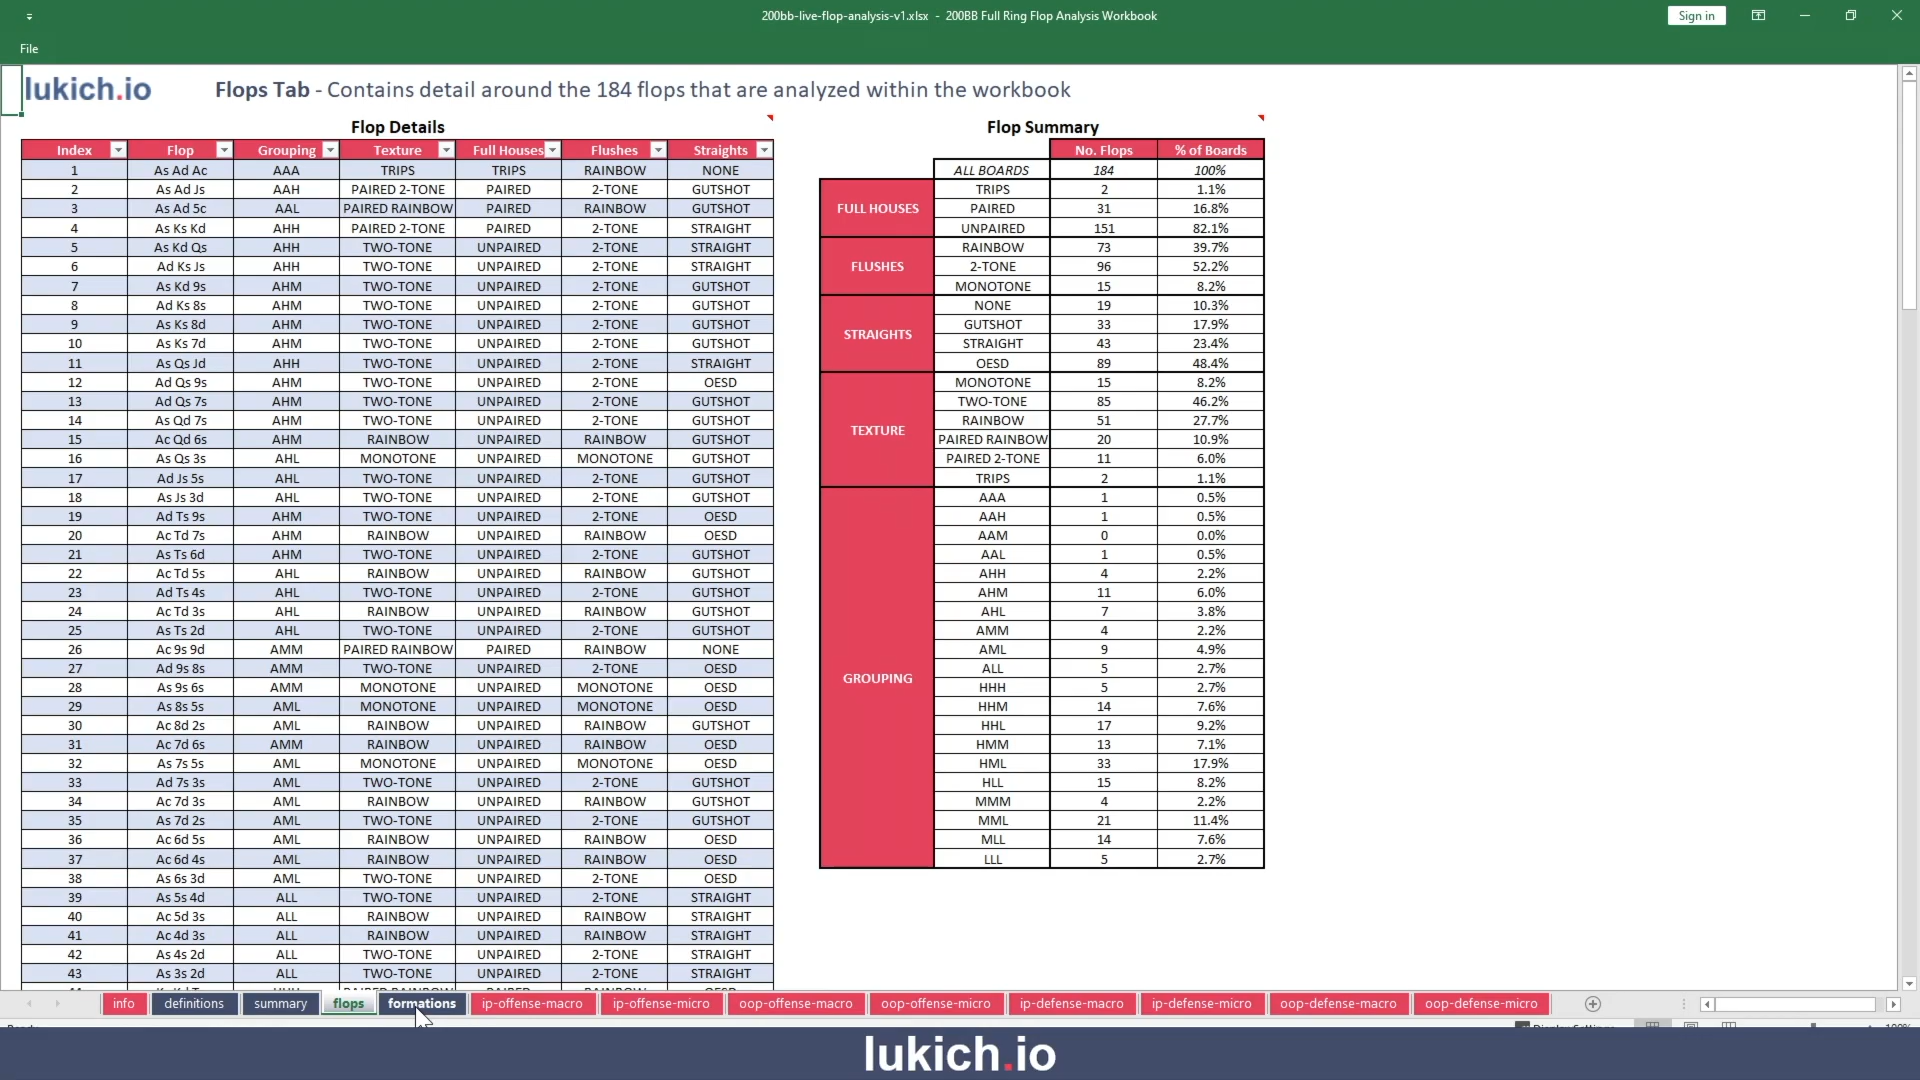 200bb-live-flop-analysis-v1.xlsx - 200BB Full Ring Flop Analysis Workbook
Sign in
File
lukich.io
Flops Tab - Contains detail around the 184 flops that are analyzed within the workbook
Flop Details
Index Flop Grouping Texture Full Houses Flushes Straights
1 As Ad Ac AAA TRIPS TRIPS RAINBOW NONE
2 As Ad Js AAH PAIRED 2-TONE PAIRED 2-TONE GUTSHOT
3 As Ad 5c AAL PAIRED RAINBOW PAIRED RAINBOW GUTSHOT
4 As Ks Kd AHH PAIRED 2-TONE PAIRED 2-TONE STRAIGHT
5 As Kd Qs AHH TWO-TONE UNPAIRED 2-TONE STRAIGHT
6 Ad Ks Js AHH TWO-TONE UNPAIRED 2-TONE STRAIGHT
7 As Kd 9s AHM TWO-TONE UNPAIRED 2-TONE GUTSHOT
8 Ad Ks 8s AHM TWO-TONE UNPAIRED 2-TONE GUTSHOT
9 As Ks 8d AHM TWO-TONE UNPAIRED 2-TONE GUTSHOT
10 As Ks 7d AHM TWO-TONE UNPAIRED 2-TONE GUTSHOT
11 As Qs Jd AHH TWO-TONE UNPAIRED 2-TONE STRAIGHT
12 Ad Qs 9s AHM TWO-TONE UNPAIRED 2-TONE OESD
13 Ad Qs 7s AHM TWO-TONE UNPAIRED 2-TONE GUTSHOT
14 As Qd 7s AHM TWO-TONE UNPAIRED 2-TONE GUTSHOT
15 Ac Qd 6s AHM RAINBOW UNPAIRED RAINBOW GUTSHOT
16 As Qs 3s AHL MONOTONE UNPAIRED MONOTONE GUTSHOT
17 Ad Js 5s AHL TWO-TONE UNPAIRED 2-TONE GUTSHOT
18 As Js 3d AHL TWO-TONE UNPAIRED 2-TONE GUTSHOT
19 Ad Ts 9s AHM TWO-TONE UNPAIRED 2-TONE OESD
20 Ac Td 7s AHM RAINBOW UNPAIRED RAINBOW OESD
21 As Ts 6d AHM TWO-TONE UNPAIRED 2-TONE GUTSHOT
22 Ac Td 5s AHL RAINBOW UNPAIRED RAINBOW GUTSHOT
23 Ad Ts 4s AHL TWO-TONE UNPAIRED 2-TONE GUTSHOT
24 Ac Td 3s AHL RAINBOW UNPAIRED RAINBOW GUTSHOT
25 As Ts 2d AHL TWO-TONE UNPAIRED 2-TONE GUTSHOT
26 Ac 9s 9d AMM PAIRED RAINBOW PAIRED RAINBOW NONE
27 Ad 9s 8s AMM TWO-TONE UNPAIRED 2-TONE OESD
28 As 9s 6s AMM MONOTONE UNPAIRED MONOTONE OESD
29 As 8s 5s AML MONOTONE UNPAIRED MONOTONE OESD
30 Ac 8d 2s AML RAINBOW UNPAIRED RAINBOW GUTSHOT
31 Ac 7d 6s AMM RAINBOW UNPAIRED RAINBOW OESD
32 As 7s 5s AML MONOTONE UNPAIRED MONOTONE OESD
33 Ad 7s 3s AML TWO-TONE UNPAIRED 2-TONE GUTSHOT
34 Ac 7d 3s AML RAINBOW UNPAIRED RAINBOW GUTSHOT
35 As 7d 2s AML TWO-TONE UNPAIRED 2-TONE GUTSHOT
36 Ac 6d 5s AML RAINBOW UNPAIRED RAINBOW OESD
37 Ac 6d 4s AML RAINBOW UNPAIRED RAINBOW OESD
38 As 6s 3d AML TWO-TONE UNPAIRED 2-TONE OESD
39 As 5s 4d ALL TWO-TONE UNPAIRED 2-TONE STRAIGHT
40 Ac 5d 3s ALL RAINBOW UNPAIRED RAINBOW STRAIGHT
41 Ac 4d 3s ALL RAINBOW UNPAIRED RAINBOW STRAIGHT
42 As 4s 2d ALL TWO-TONE UNPAIRED 2-TONE STRAIGHT
43 As 3s 2d ALL TWO-TONE UNPAIRED 2-TONE STRAIGHT
Flop Summary
No. Flops % of Boards
ALL BOARDS 184 100%
FULL HOUSES
TRIPS 2 1.1%
PAIRED 31 16.8%
UNPAIRED 151 82.1%
FLUSHES
RAINBOW 73 39.7%
2-TONE 96 52.2%
MONOTONE 15 8.2%
STRAIGHTS
NONE 19 10.3%
GUTSHOT 33 17.9%
STRAIGHT 43 23.4%
OESD 89 48.4%
TEXTURE
MONOTONE 15 8.2%
TWO-TONE 85 46.2%
RAINBOW 51 27.7%
PAIRED RAINBOW 20 10.9%
PAIRED 2-TONE 11 6.0%
TRIPS 2 1.1%
GROUPING
AAA 1 0.5%
AAH 1 0.5%
AAM 0 0.0%
AAL 1 0.5%
AHH 4 2.2%
AHM 11 6.0%
AHL 7 3.8%
AMM 4 2.2%
AML 9 4.9%
ALL 5 2.7%
HHH 5 2.7%
HHM 14 7.6%
HHL 17 9.2%
HMM 13 7.1%
HML 33 17.9%
HLL 15 8.2%
MMM 4 2.2%
MML 21 11.4%
MLL 14 7.6%
LLL 5 2.7%
info definitions summary flops formations ip-offense-macro ip-offense-micro oop-offense-macro oop-offense-micro ip-defense-macro ip-defense-micro oop-defense-macro oop-defense-micro
lukich.io